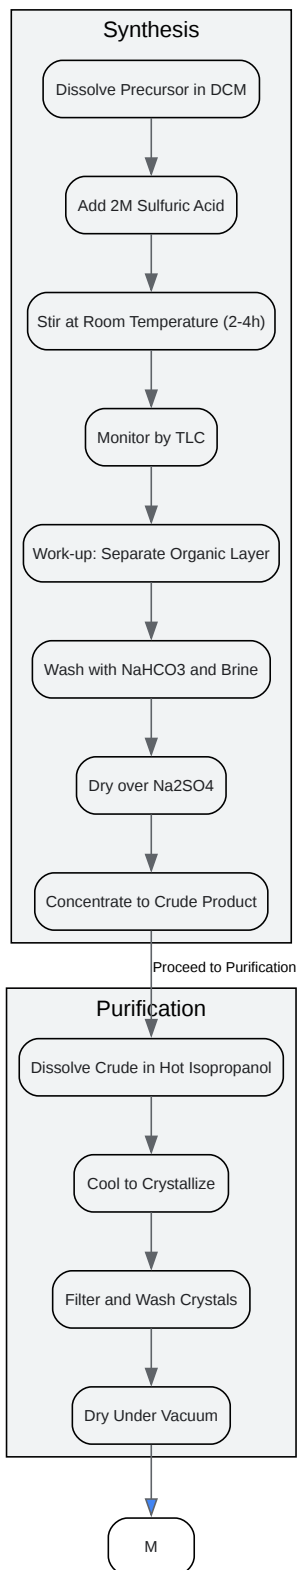 Synthesis
Dissolve Precursor in DCM
Add 2M Sulfuric Acid
Stir at Room Temperature (2-4h)
Monitor by TLC
Work-up: Separate Organic Layer
Wash with NaHCO3 and Brine
Dry over Na2SO4
Concentrate to Crude Product
Proceed to Purification
Purification
Dissolve Crude in Hot Isopropanol
Cool to Crystallize
Filter and Wash Crystals
Dry Under Vacuum
M